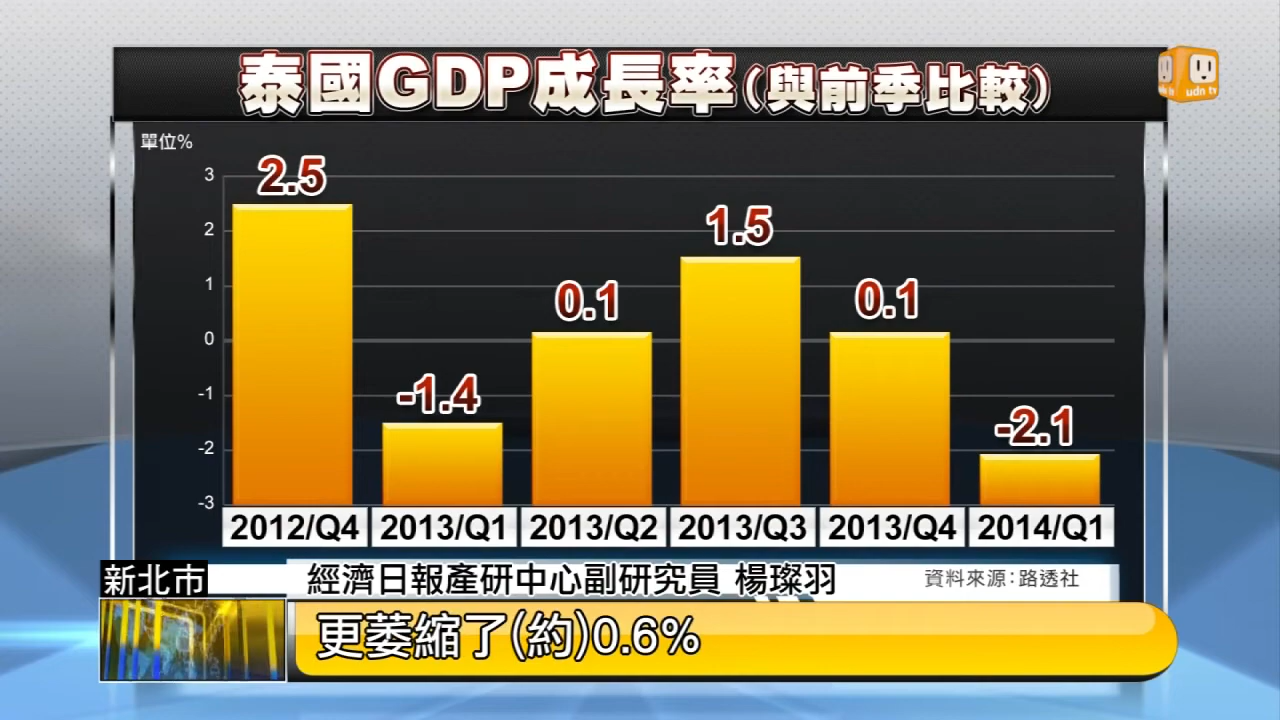 泰國GDP成長率(與前季比較)
udn tv
單位%
3
2
1
0
-1
-2
-3
2.5
-1.4
0.1
1.5
0.1
-2.1
2012/Q4 2013/Q1 2013/Q2 2013/Q3 2013/Q4 2014/Q1
新北市
經濟日報產研中心副研究員 楊璨羽
資料來源:路透社
更萎縮了(約)0.6%